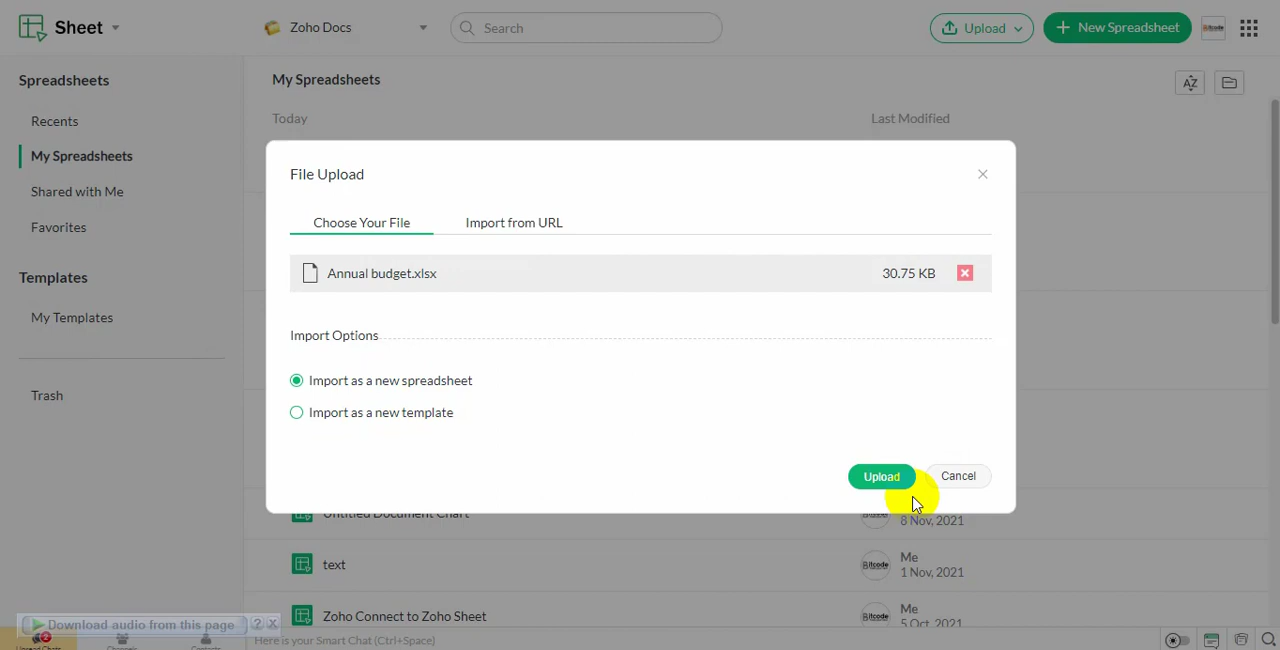 Sheet
Zoho Docs
Search
Upload
New Spreadsheet
Spreadsheets
Recents
My Spreadsheets
Shared with Me
Favorites
Templates
My Templates
Trash
My Spreadsheets
AZ
Today
Last Modified
File Upload
Choose Your File
Import from URL
Annual budget.xlsx
30.75 KB
Import Options
Import as a new spreadsheet
Import as a new template
Upload
Cancel
Untitled Document Chart
8 Nov, 2021
text
Me
1 Nov, 2021
Zoho Connect to Zoho Sheet
Me
5 Oct, 2021
Download audio from this page
? X
Here is your Smart Chat (Ctrl+Space)